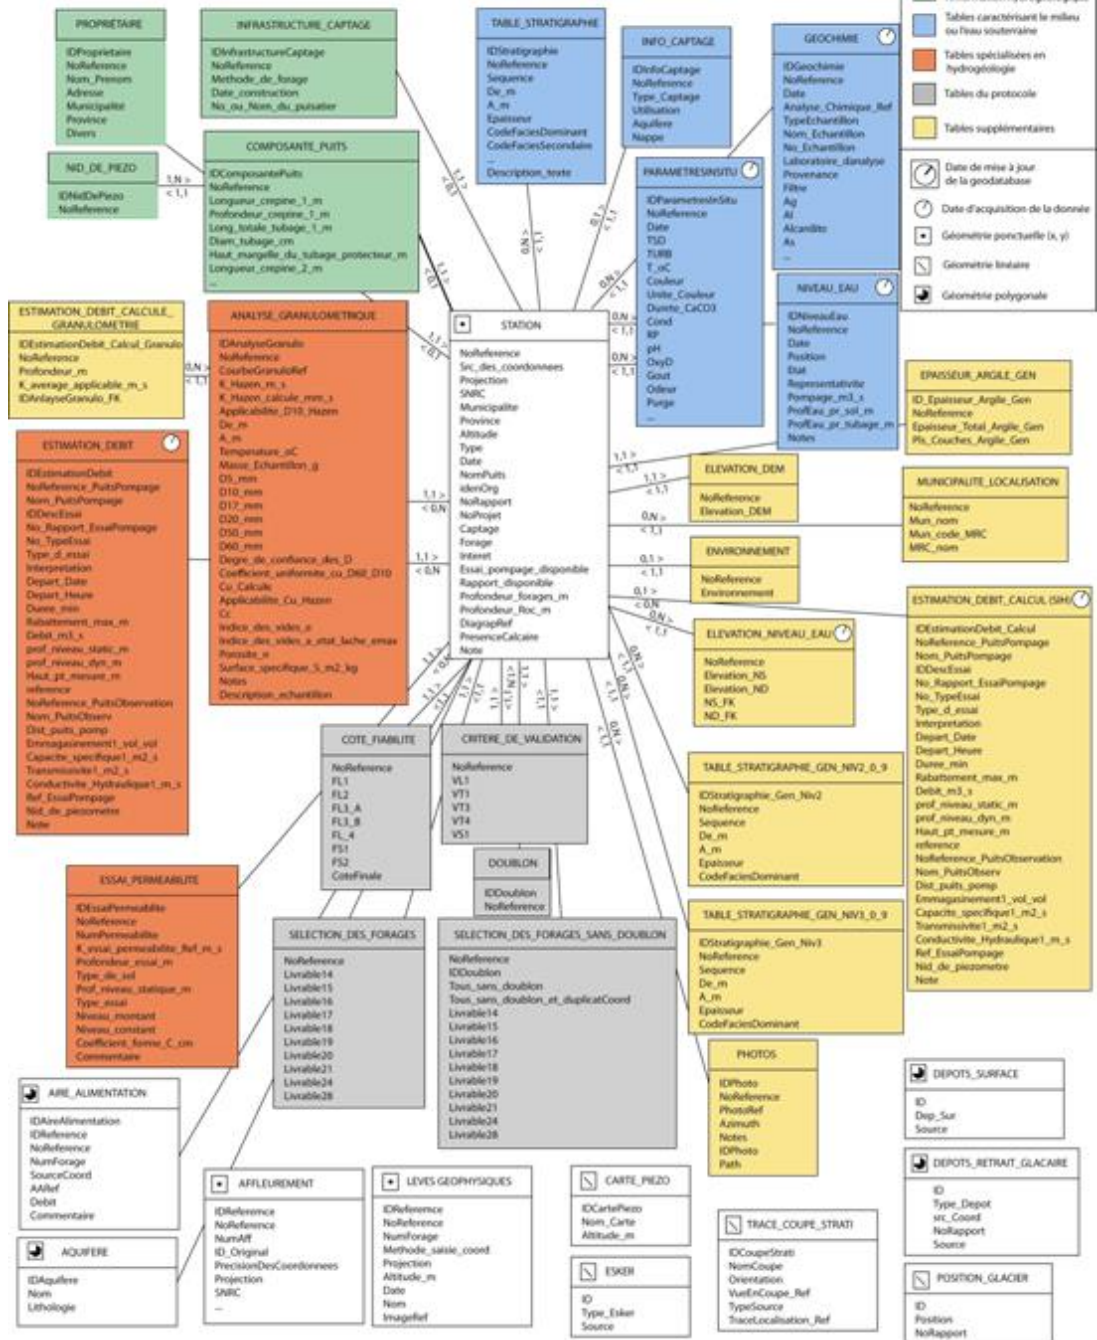 PROPRIÉTAIRE
IDProprietaire
NoReference
Nom_Prenom
Adresse
Municipalité
Province
Divers
INFRASTRUCTURE_CAPTAGE
IDInfrastructureCaptage
NoReference
Methode_de_forage
Date_construction
No_ou_Nom_du_puisatier
NID_DE_PIEZO
IDNidDePiezo
NoReference
1,N >
< 1,1
COMPOSANTE_PUITS
IDComposantePuits
NoReference
Longueur_crepine_1_m
Profondeur_crepine_1_m
Long_totale_tubage_1_m
Diam_tubage_cm
Haut_margelle_du_tubage_protecteur_m
Longueur_crepine_2_m
...
TABLE_STRATIGRAPHIE
IDStratigraphie
NoReference
Sequence
De_m
A_m
Epaisseur
CodeFaciesDominant
CodeFaciesSecondaire
...
Description_texte
INFO_CAPTAGE
IDInfoCaptage
NoReference
Type_Captage
Utilisation
Aquifere
Nappe
GEOCHIMIE
IDGeochimie
NoReference
Date
Analyse_Chimique_Ref
TypeEchantillon
Nom_Echantillon
No_Echantillon
Laboratoire_danalyse
Provenance
Filtre
Ag
Al
Alcanilite
As
...
Tables caractérisant le milieu
ou l'eau souterraine
Tables spécialisées en
hydrogéologie
Tables du protocole
Tables supplémentaires
Date de mise à jour
de la geodatabase
Date d'acquisition de la donnée
Géométrie ponctuelle (x, y)
Géométrie linéaire
Géométrie polygonale
PARAMETRESINSITU
IDParametresInSitu
NoReference
Date
TSD
TURB
T_oC
Couleur
Unite_Couleur
Durete_CaCO3
Cond
RP
pH
OxyD
Gout
Odeur
Purge
...
NIVEAU_EAU
IDNiveauEau
NoReference
Date
Position
Etat
Representativite
Pompage_m3_s
ProfEau_pr_sol_m
ProfEau_pr_tubage_m
Notes
ESTIMATION_DEBIT_CALCULE_
GRANULOMETRIE
IDEstimationDebit_Calcul_Granulo
NoReference
Profondeur_m
K_average_applicable_m_s
IDAnlayseGranulo_FK
0,N >
< 1,1
ANALYSE_GRANULOMETRIQUE
IDAnalyseGranulo
NoReference
CourbeGranuloRef
K_Hazen_m_s
K_Hazen_calcule_mm_s
Applicabilite_D10_Hazen
De_m
A_m
Temperature_oC
Masse_Echantillon_g
D5_mm
D10_mm
D17_mm
D20_mm
D50_mm
D60_mm
Degre_de_confiance_des_D
Coefficient_uniformite_cu_D60_D10
Cu_Calcule
Applicabilite_Cu_Hazen
Cc
Indice_des_vides_e
Indice_des_vides_a_etat_lache_emax
Porosite_n
Surface_specifique_S_m2_kg
Notes
Description_echantillon
STATION
NoReference
Src_des_coordonnees
Projection
SNRC
Municipalite
Province
Altitude
Type
Date
NomPuits
idenOrg
NoRapport
NoProjet
Captage
Forage
Interet
Essai_pompage_disponible
Rapport_disponible
Profondeur_forages_m
Profondeur_Roc_m
DiagrapRef
PresenceCalcaire
Note
EPAISSEUR_ARGILE_GEN
ID_Epaisseur_Argile_Gen
NoReference
Epaisseur_Total_Argile_Gen
Pls_Couches_Argile_Gen
ESTIMATION_DEBIT
IDEstimationDebit
NoReference_PuitsPompage
Nom_PuitsPompage
IDDescEssai
No_Rapport_EssaiPompage
No_TypeEssai
Type_d_essai
Interpretation
Depart_Date
Depart_Heure
Duree_min
Rabattement_max_m
Debit_m3_s
prof_niveau_static_m
prof_niveau_dyn_m
Haut_pt_mesure_m
reference
NoReference_PuitsObservation
Nom_PuitsObserv
Dist_puits_pomp
Emmagasinement1_vol_vol
Capacite_specifique1_m2_s
Transmissivite1_m2_s
Conductivite_Hydraulique1_m_s
Ref_EssaiPompage
Nid_de_piezometre
Note
ELEVATION_DEM
NoReference
Elevation_DEM
MUNICIPALITE_LOCALISATION
NoReference
Mun_nom
Mun_code_MRC
MRC_nom
ENVIRONNEMENT
NoReference
Environnement
ELEVATION_NIVEAU_EAU
NoReference
Elevation_NS
Elevation_ND
NS_FK
ND_FK
ESTIMATION_DEBIT_CALCUL (SIH)
IDEstimationDebit_Calcul
NoReference_PuitsPompage
Nom_PuitsPompage
IDDescEssai
No_Rapport_EssaiPompage
No_TypeEssai
Type_d_essai
Interpretation
Depart_Date
Depart_Heure
Duree_min
Rabattement_max_m
Debit_m3_s
prof_niveau_static_m
prof_niveau_dyn_m
Haut_pt_mesure_m
reference
NoReference_PuitsObservation
Nom_PuitsObserv
Dist_puits_pomp
Emmagasinement1_vol_vol
Capacite_specifique1_m2_s
Transmissivite1_m2_s
Conductivite_Hydraulique1_m_s
Ref_EssaiPompage
Nid_de_piezometre
Note
COTE_FIABILITE
NoReference
FL1
FL2
FL3_A
FL3_B
FL_4
FS1
FS2
CoteFinale
CRITERE_DE_VALIDATION
NoReference
VL1
VT1
VT3
VT4
VS1
DOUBLON
IDDoublon
NoReference
TABLE_STRATIGRAPHIE_GEN_NIV2_0_9
IDStratigraphie_Gen_Niv2
NoReference
Sequence
De_m
A_m
Epaisseur
CodeFaciesDominant
ESSAI_PERMEABILITE
IDEssaiPermeabilite
NoReference
NumPermeabilite
K_essai_permeabilite_Ref_m_s
Profondeur_essai_m
Type_de_sol
Prof_niveau_statique_m
Type_essai
Niveau_montant
Niveau_constant
Coefficient_forme_C_cm
Commentaire
SELECTION_DES_FORAGES
NoReference
Livrable14
Livrable15
Livrable16
Livrable17
Livrable18
Livrable19
Livrable20
Livrable21
Livrable24
Livrable28
SELECTION_DES_FORAGES_SANS_DOUBLON
NoReference
IDDoublon
Tous_sans_doublon
Tous_sans_doublon_et_duplicatCoord
Livrable14
Livrable15
Livrable16
Livrable17
Livrable18
Livrable19
Livrable20
Livrable21
Livrable24
Livrable28
TABLE_STRATIGRAPHIE_GEN_NIV3_0_9
IDStratigraphie_Gen_Niv3
NoReference
Sequence
De_m
A_m
Epaisseur
CodeFaciesDominant
PHOTOS
IDPhoto
NoReference
PhotoRef
Azimuth
Notes
IDPhoto
Path
AIRE_ALIMENTATION
IDAireAlimentation
IDReference
NoReference
NumForage
SourceCoord
AARef
Debit
Commentaire
AQUIFERE
IDAquifere
Nom
Lithologie
AFFLEUREMENT
IDReference
NoReference
NumAff
ID_Original
PrecisionDesCoordonnees
Projection
SNRC
...
LEVES GEOPHYSIQUES
IDReference
NoReference
NumForage
Methode_saisie_coord
Projection
Altitude_m
Date
Nom
ImageRef
CARTE_PIEZO
IDCartePiezo
Nom_Carte
Altitude_m
ESKER
ID
Type_Esker
Source
TRACE_COUPE_STRATI
IDCoupeStrati
NomCoupe
Orientation
VueEnCoupe_Ref
TypeSource
TraceLocalisation_Ref
DEPOTS_SURFACE
ID
Dep_Sur
Source
DEPOTS_RETRAIT_GLACAIRE
ID
Type_Depot
src_Coord
NoRapport
Source
POSITION_GLACIER
ID
Position
NoRapport